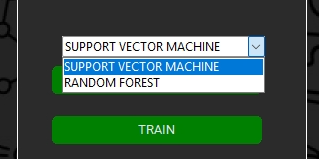 SUPPORT VECTOR MACHINE
SUPPORT VECTOR MACHINE
RANDOM FOREST
TRAIN